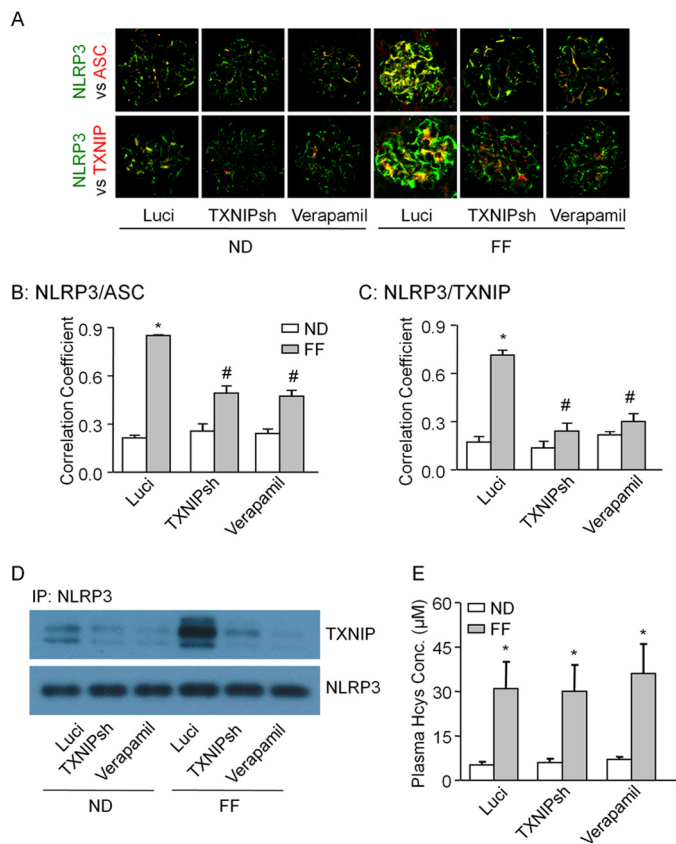 A
NLRP3
vs ASC
NLRP3
vs TXNIP
Luci TXNIPsh Verapamil Luci TXNIPsh Verapamil
ND FF
B: NLRP3/ASC
Correlation Coefficient
0.9
0.6
0.3
0.0
*
#
#
ND
FF
Luci
TXNIPsh
Verapamil
C: NLRP3/TXNIP
Correlation Coefficient
0.9
0.6
0.3
0.0
*
#
#
Luci
TXNIPsh
Verapamil
D
IP: NLRP3
TXNIP
NLRP3
Luci
TXNIPsh
Verapamil
Luci
TXNIPsh
Verapamil
ND FF
E
Plasma Hcys Conc. (μM)
60
45
30
15
0
ND
FF
*
*
*
Luci
TXNIPsh
Verapamil